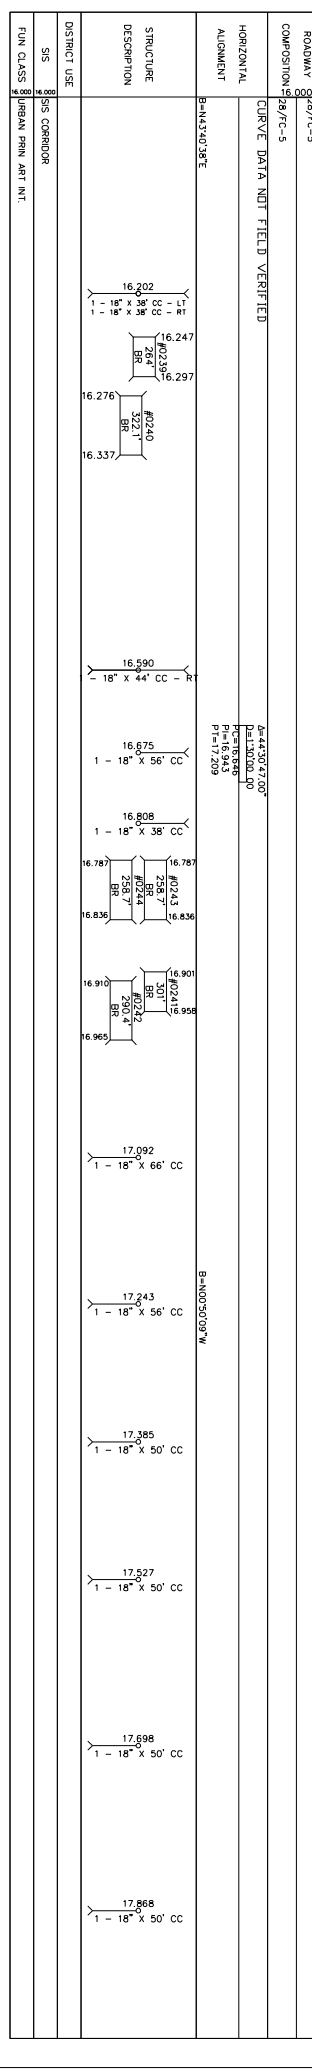 ROADWAY
COMPOSITION
16.000
28/FC-5
28/FC-5
HORIZONTAL
ALIGNMENT
CURVE DATA NOT FIELD VERIFIED
B=N43°40'38"E
Δ=44°30'47.00"
D=1°30'00.00
PC=16.646
PI=16.943
PT=17.209
B=N00°50'09"W
STRUCTURE
DESCRIPTION
16.202
1 - 18" X 38' CC - LT
1 - 18" X 38' CC - RT
16.247
#0239
264'
BR
16.297
16.276
#0240
322.1'
BR
16.337
16.590
1 - 18" X 44' CC - RT
16.675
1 - 18" X 56' CC
16.808
1 - 18" X 38' CC
16.787
#0243
258.7'
BR
16.836
16.787
#0244
258.7'
BR
16.836
16.901
#0241
301'
BR
16.958
16.910
#0242
290.4'
BR
16.965
17.092
1 - 18" X 66' CC
17.243
1 - 18" X 56' CC
17.385
1 - 18" X 50' CC
17.527
1 - 18" X 50' CC
17.698
1 - 18" X 50' CC
17.868
1 - 18" X 50' CC
DISTRICT USE
SIS
16.000
SIS CORRIDOR
FUN CLASS
16.000
URBAN PRIN ART INT.